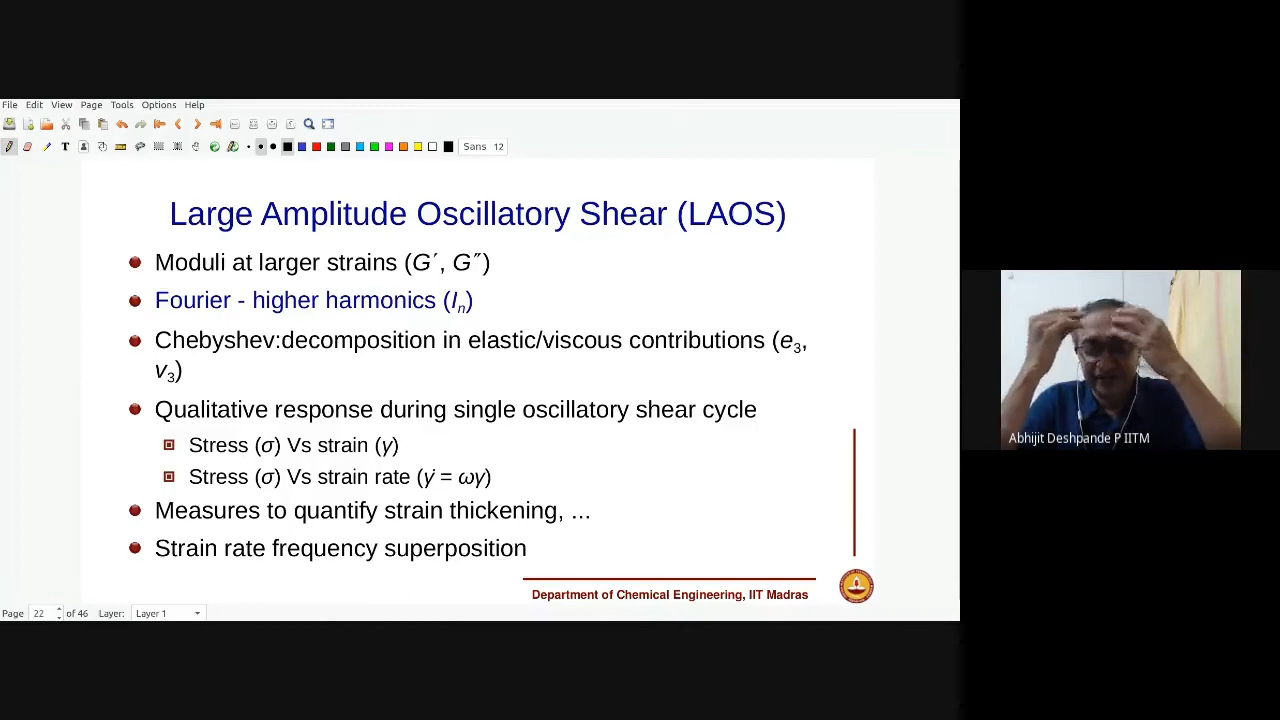 File Edit View Page Tools Options Help
T Sans 12
Large Amplitude Oscillatory Shear (LAOS)
Moduli at larger strains (G′, G″)
Fourier - higher harmonics (Iₙ)
Chebyshev:decomposition in elastic/viscous contributions (e₃,
v₃)
Qualitative response during single oscillatory shear cycle
Stress (σ) Vs strain (γ)
Stress (σ) Vs strain rate (γ̇ = ωγ)
Measures to quantify strain thickening, ...
Strain rate frequency superposition
Department of Chemical Engineering, IIT Madras
Page 22 of 46 Layer: Layer 1
Abhijit Deshpande P IITM